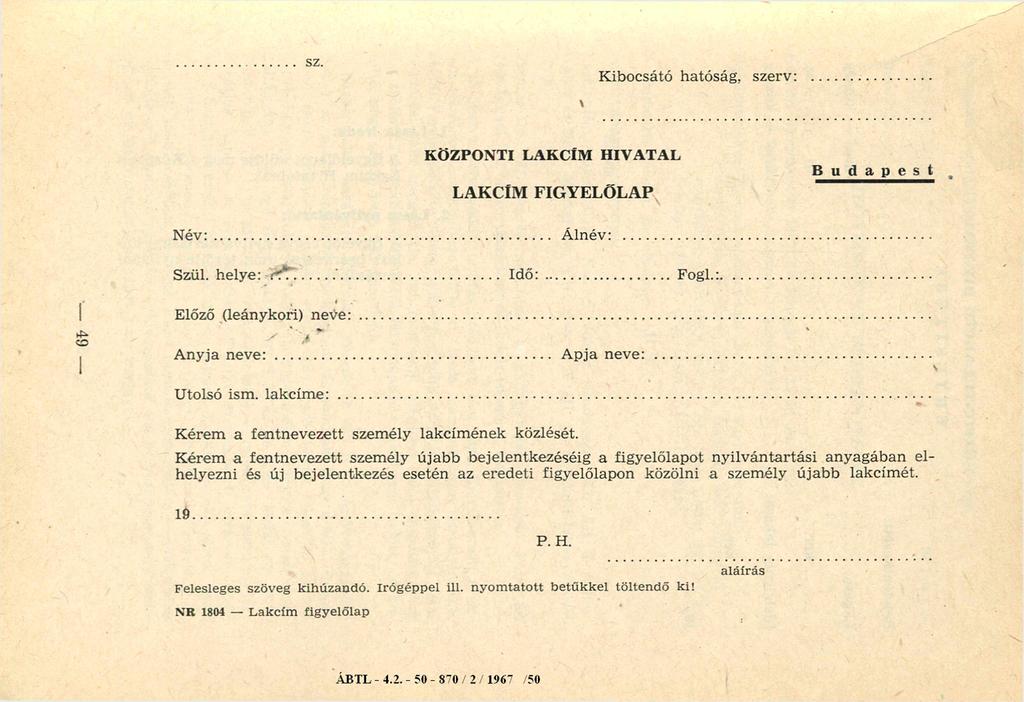 ............... sz.
Kibocsátó hatóság, szerv: ................
..........................................
KÖZPONTI LAKCÍM HIVATAL
Budapest
LAKCÍM FIGYELŐLAP
Név: ........................................... Álnév: ........................................
Szül. helye: ............................. Idő: ................ Fogl.: ...........................
Előző (leánykori) neve: ..........................................................................
Anyja neve: .................................... Apja neve: ....................................
Utolsó ism. lakcíme: .............................................................................
Kérem a fentnevezett személy lakcímének közlését.
Kérem a fentnevezett személy újabb bejelentkezéséig a figyelőlapot nyilvántartási anyagában el-
helyezni és új bejelentkezés esetén az eredeti figyelőlapon közölni a személy újabb lakcímét.
19........................................
P. H.
..........................................
aláírás
Felesleges szöveg kihúzandó. Írógéppel ill. nyomtatott betűkkel töltendő ki!
NR 1804 — Lakcím figyelőlap
— 49 —
ÁBTL - 4.2. - 50 - 870 / 2 / 1967 /50